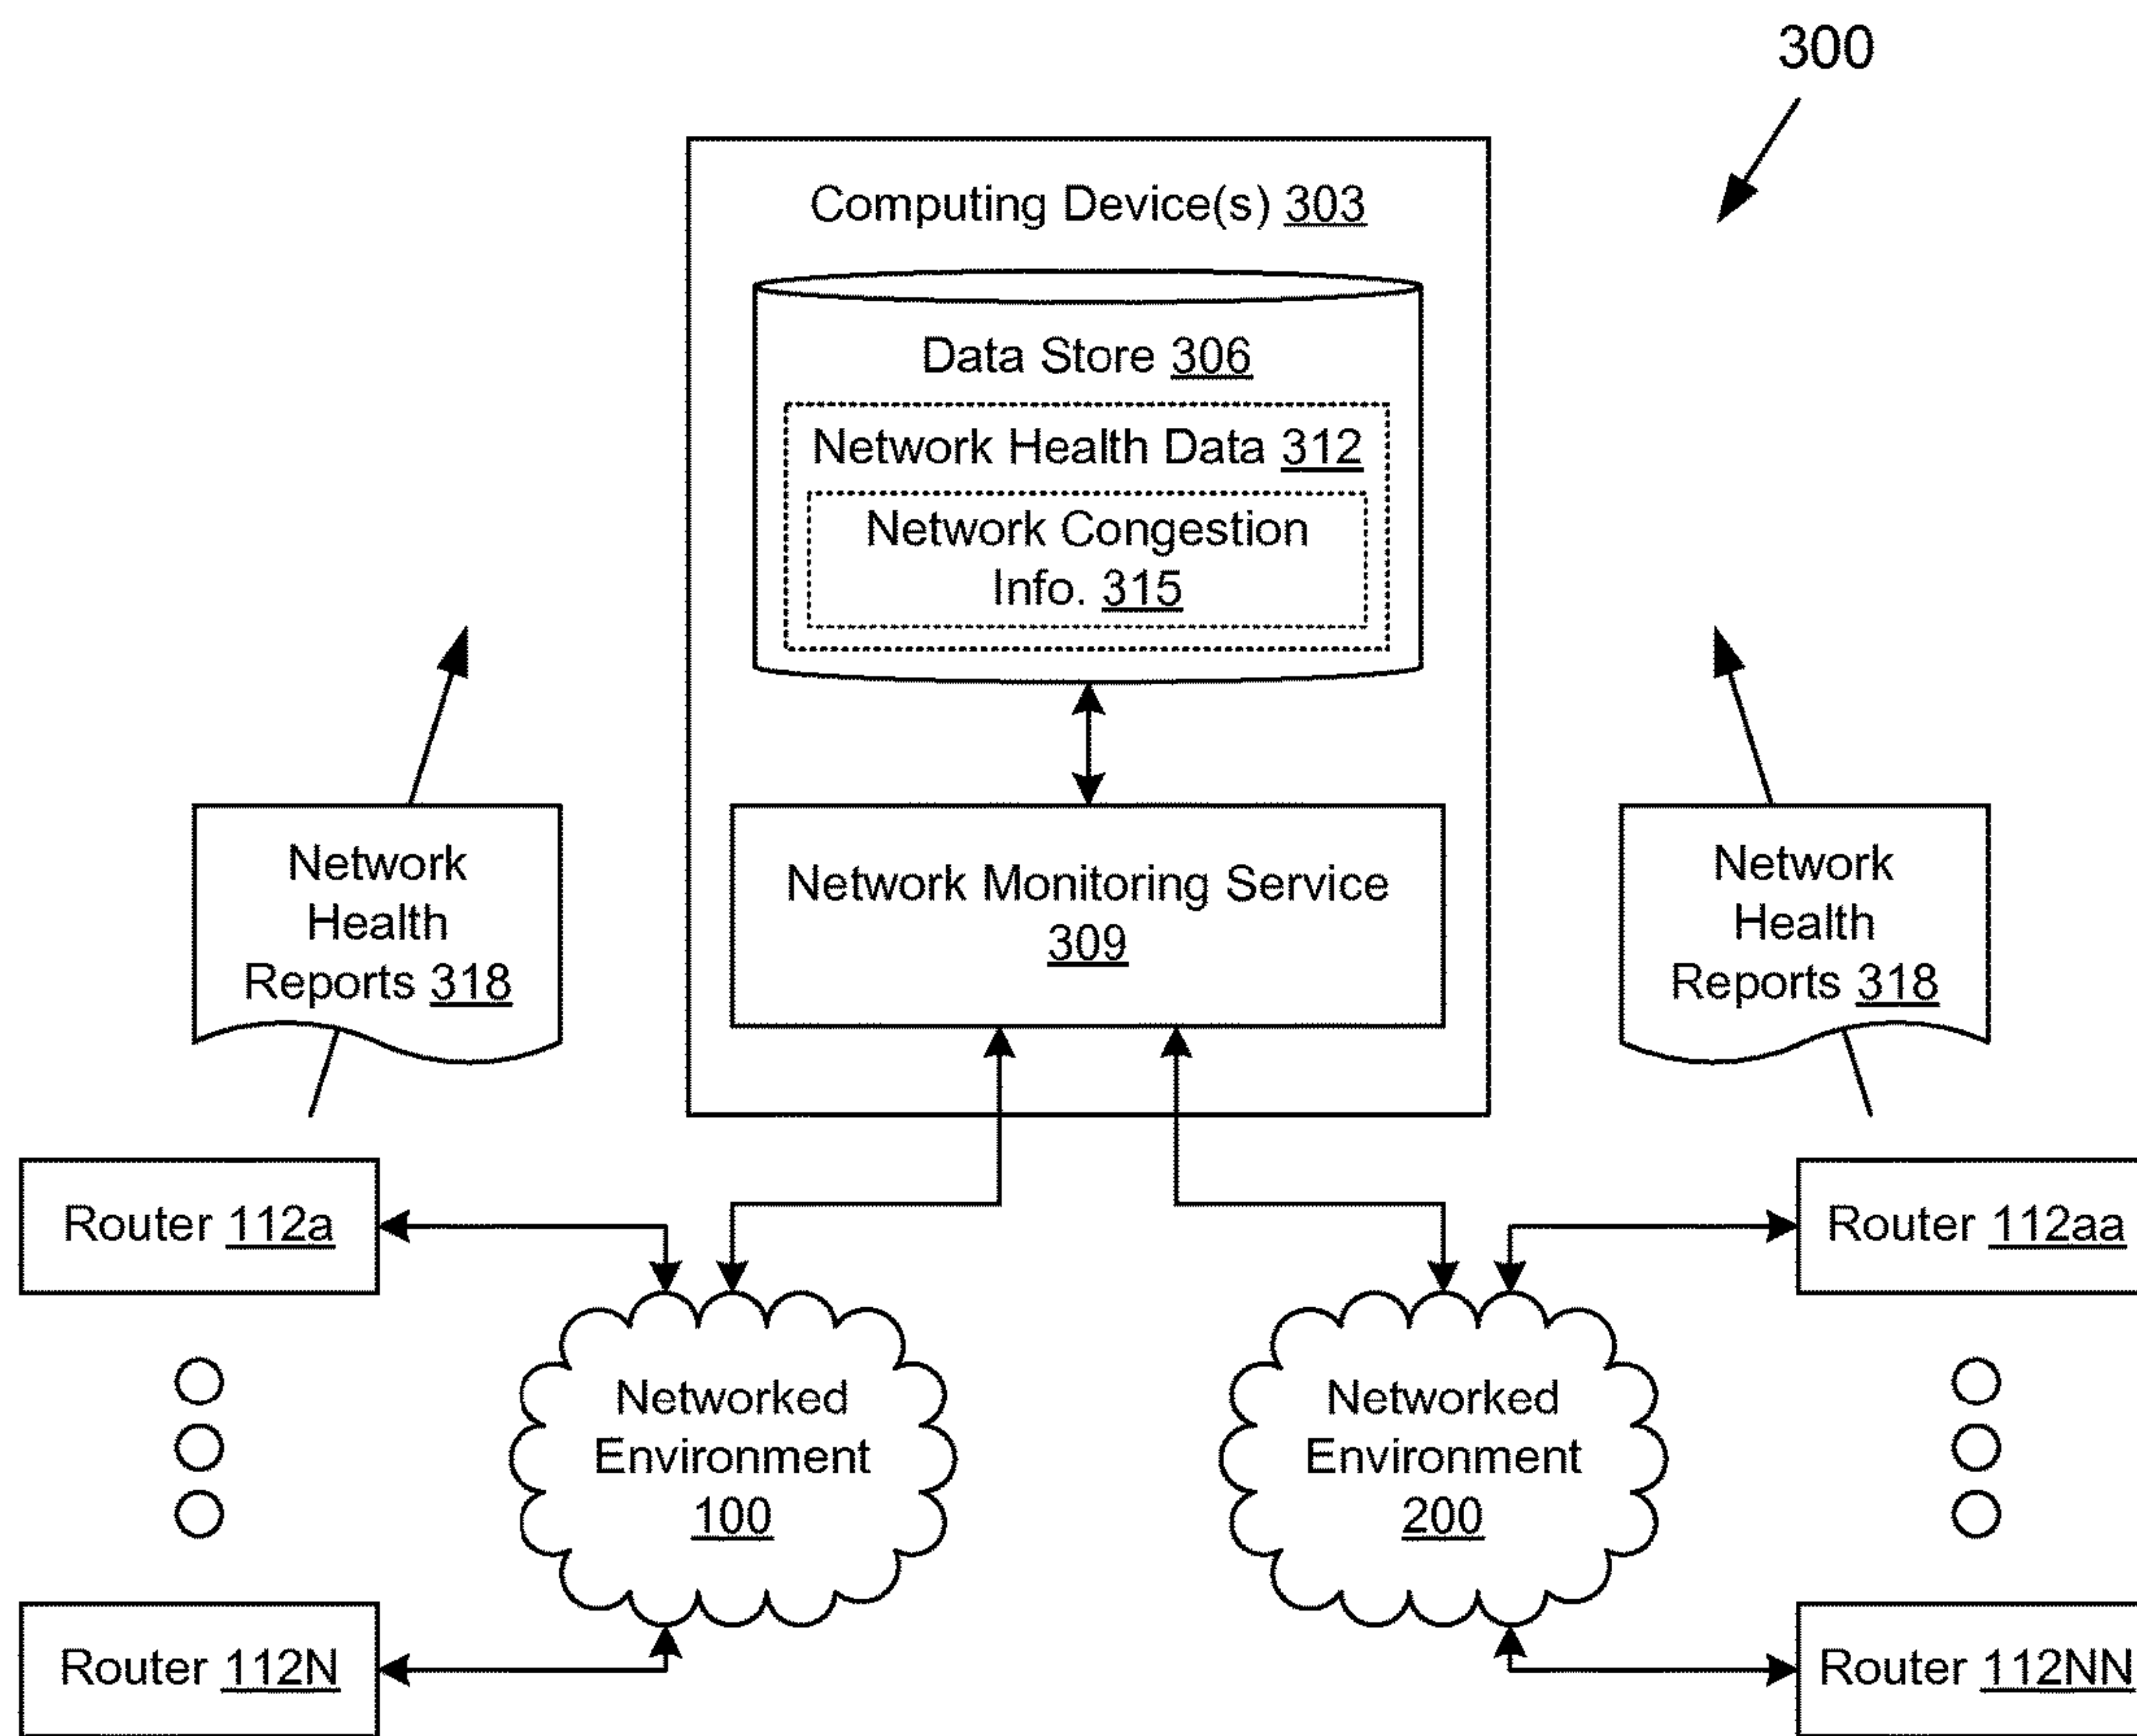 300
Computing Device(s) 303
Data Store 306
Network Health Data 312
Network Congestion
Info. 315
Network
Health
Reports 318
Network Monitoring Service
309
Network
Health
Reports 318
Router 112a
Router 112aa
Networked
Environment
100
Networked
Environment
200
Router 112N
Router 112NN